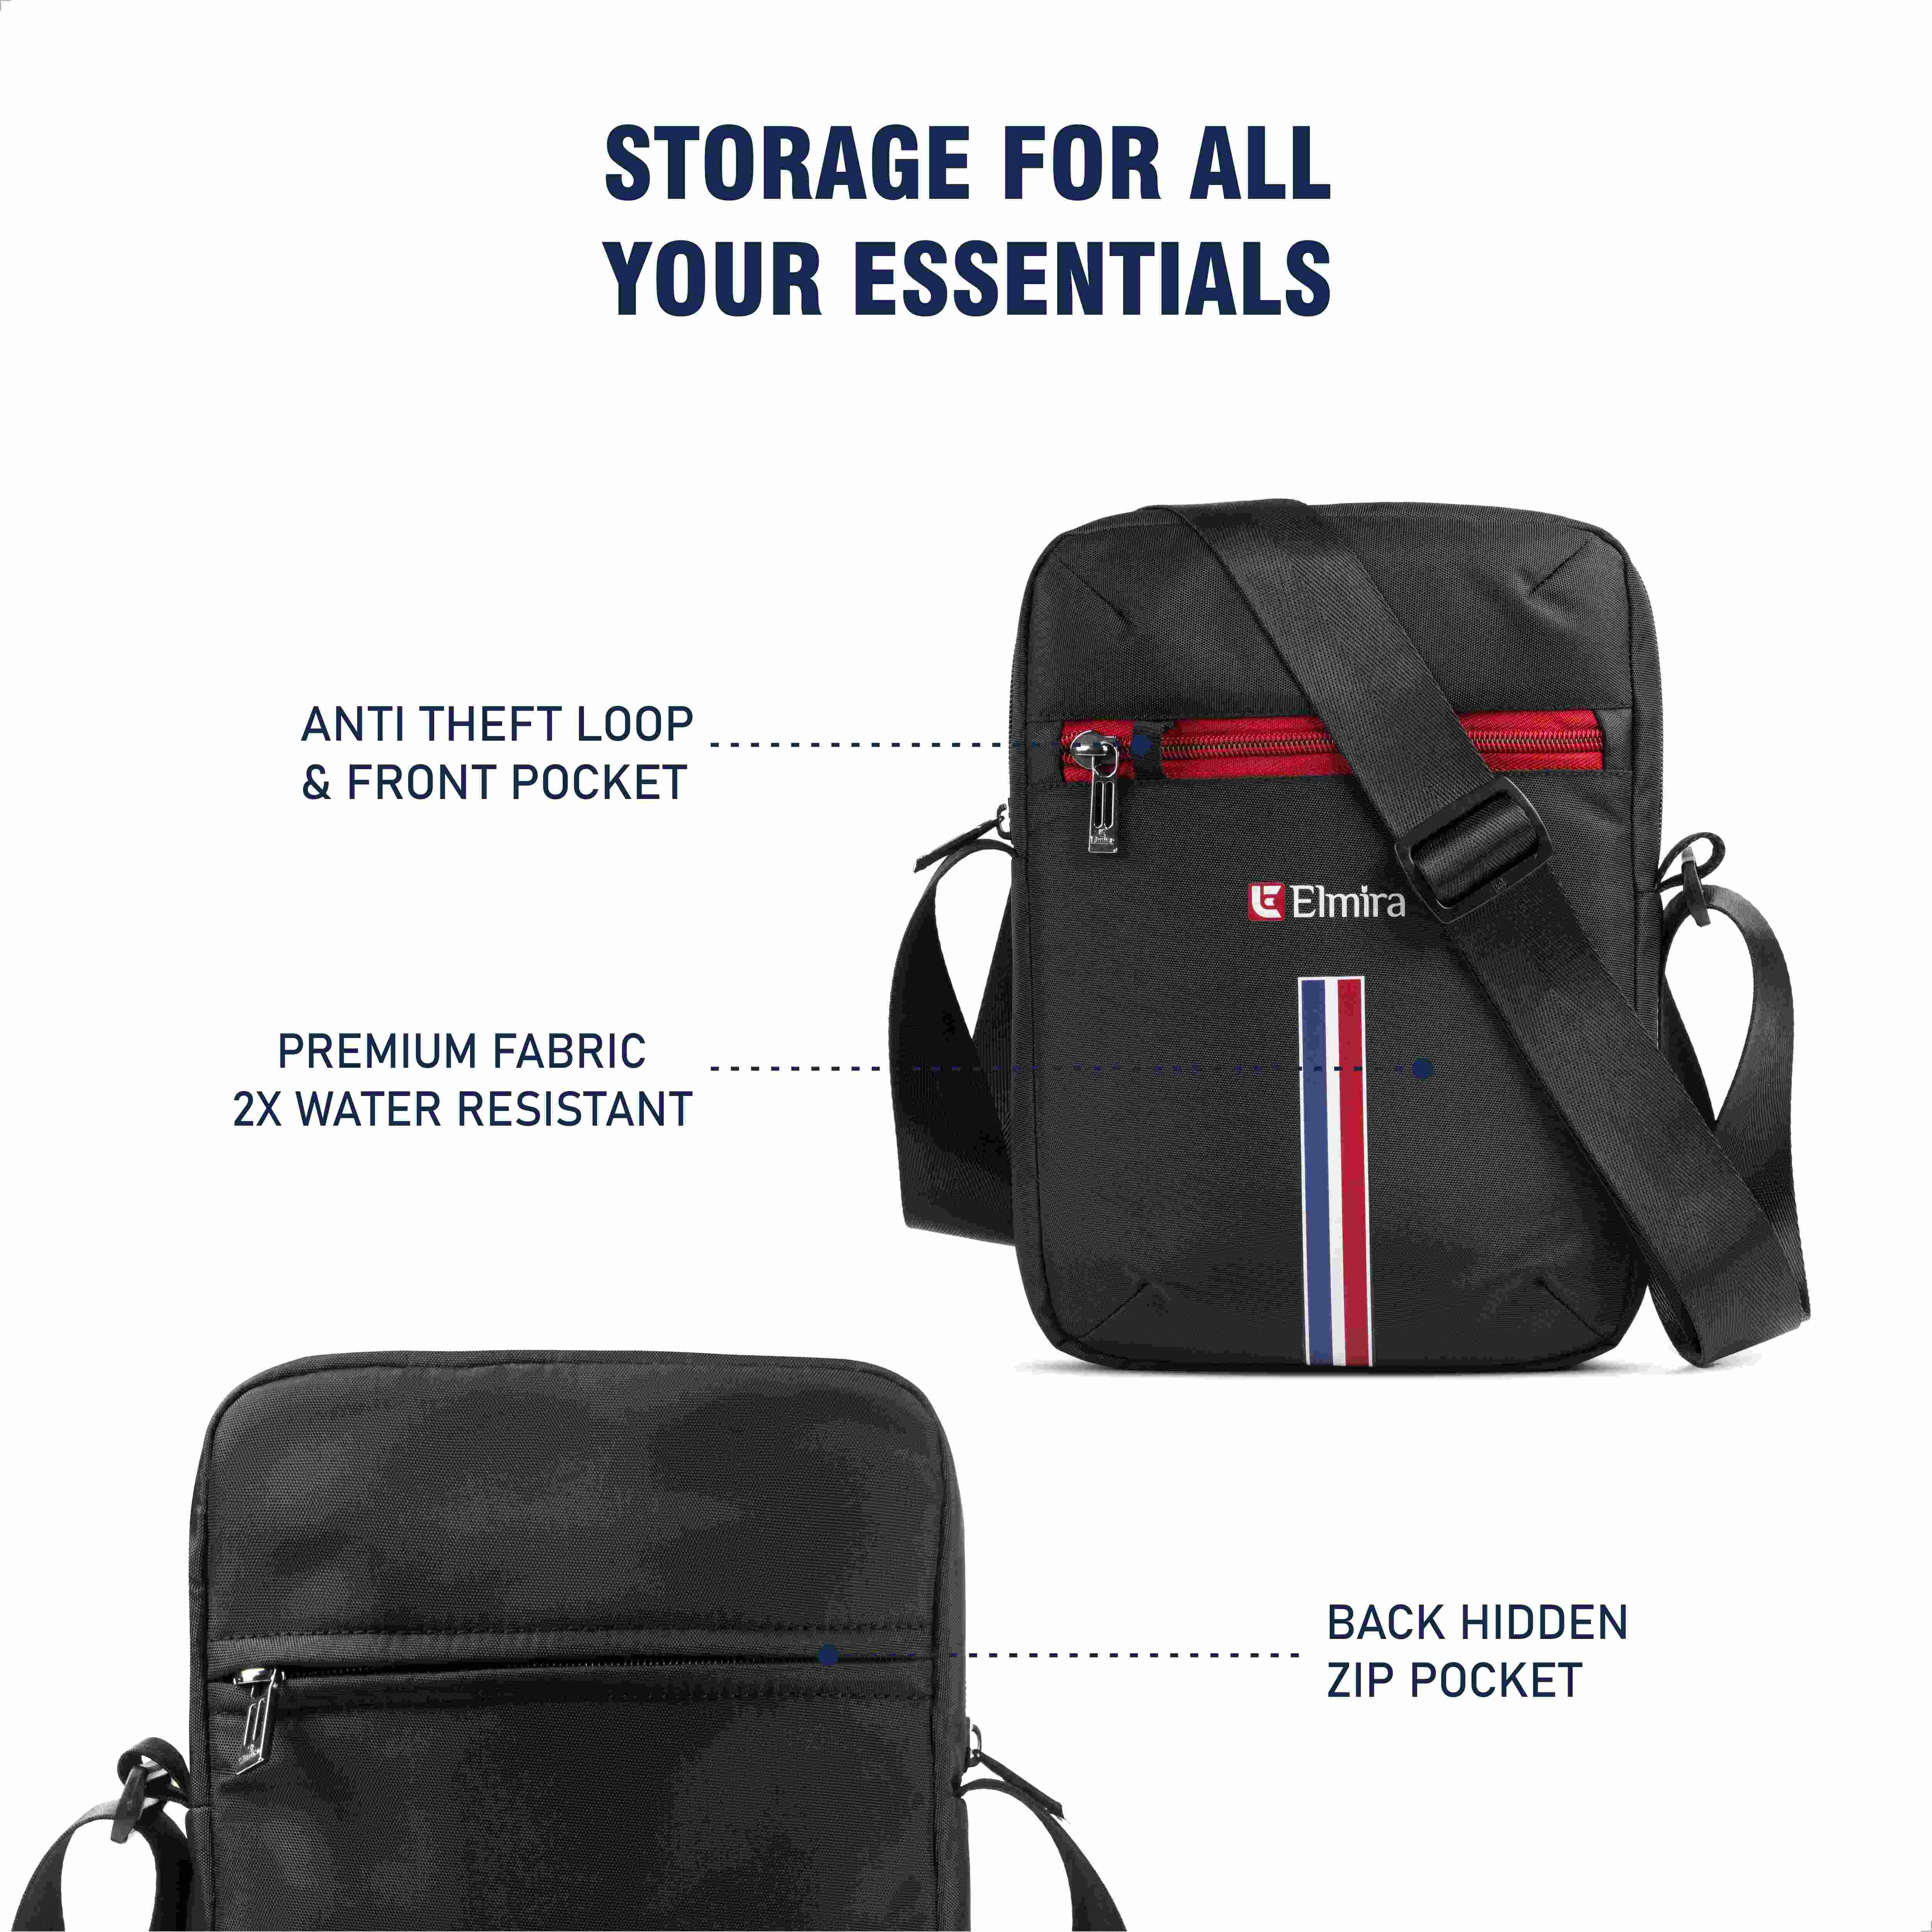 STORAGE FOR ALL
YOUR ESSENTIALS
ANTI THEFT LOOP
& FRONT POCKET
Elmira
PREMIUM FABRIC
2X WATER RESISTANT
BACK HIDDEN
ZIP POCKET